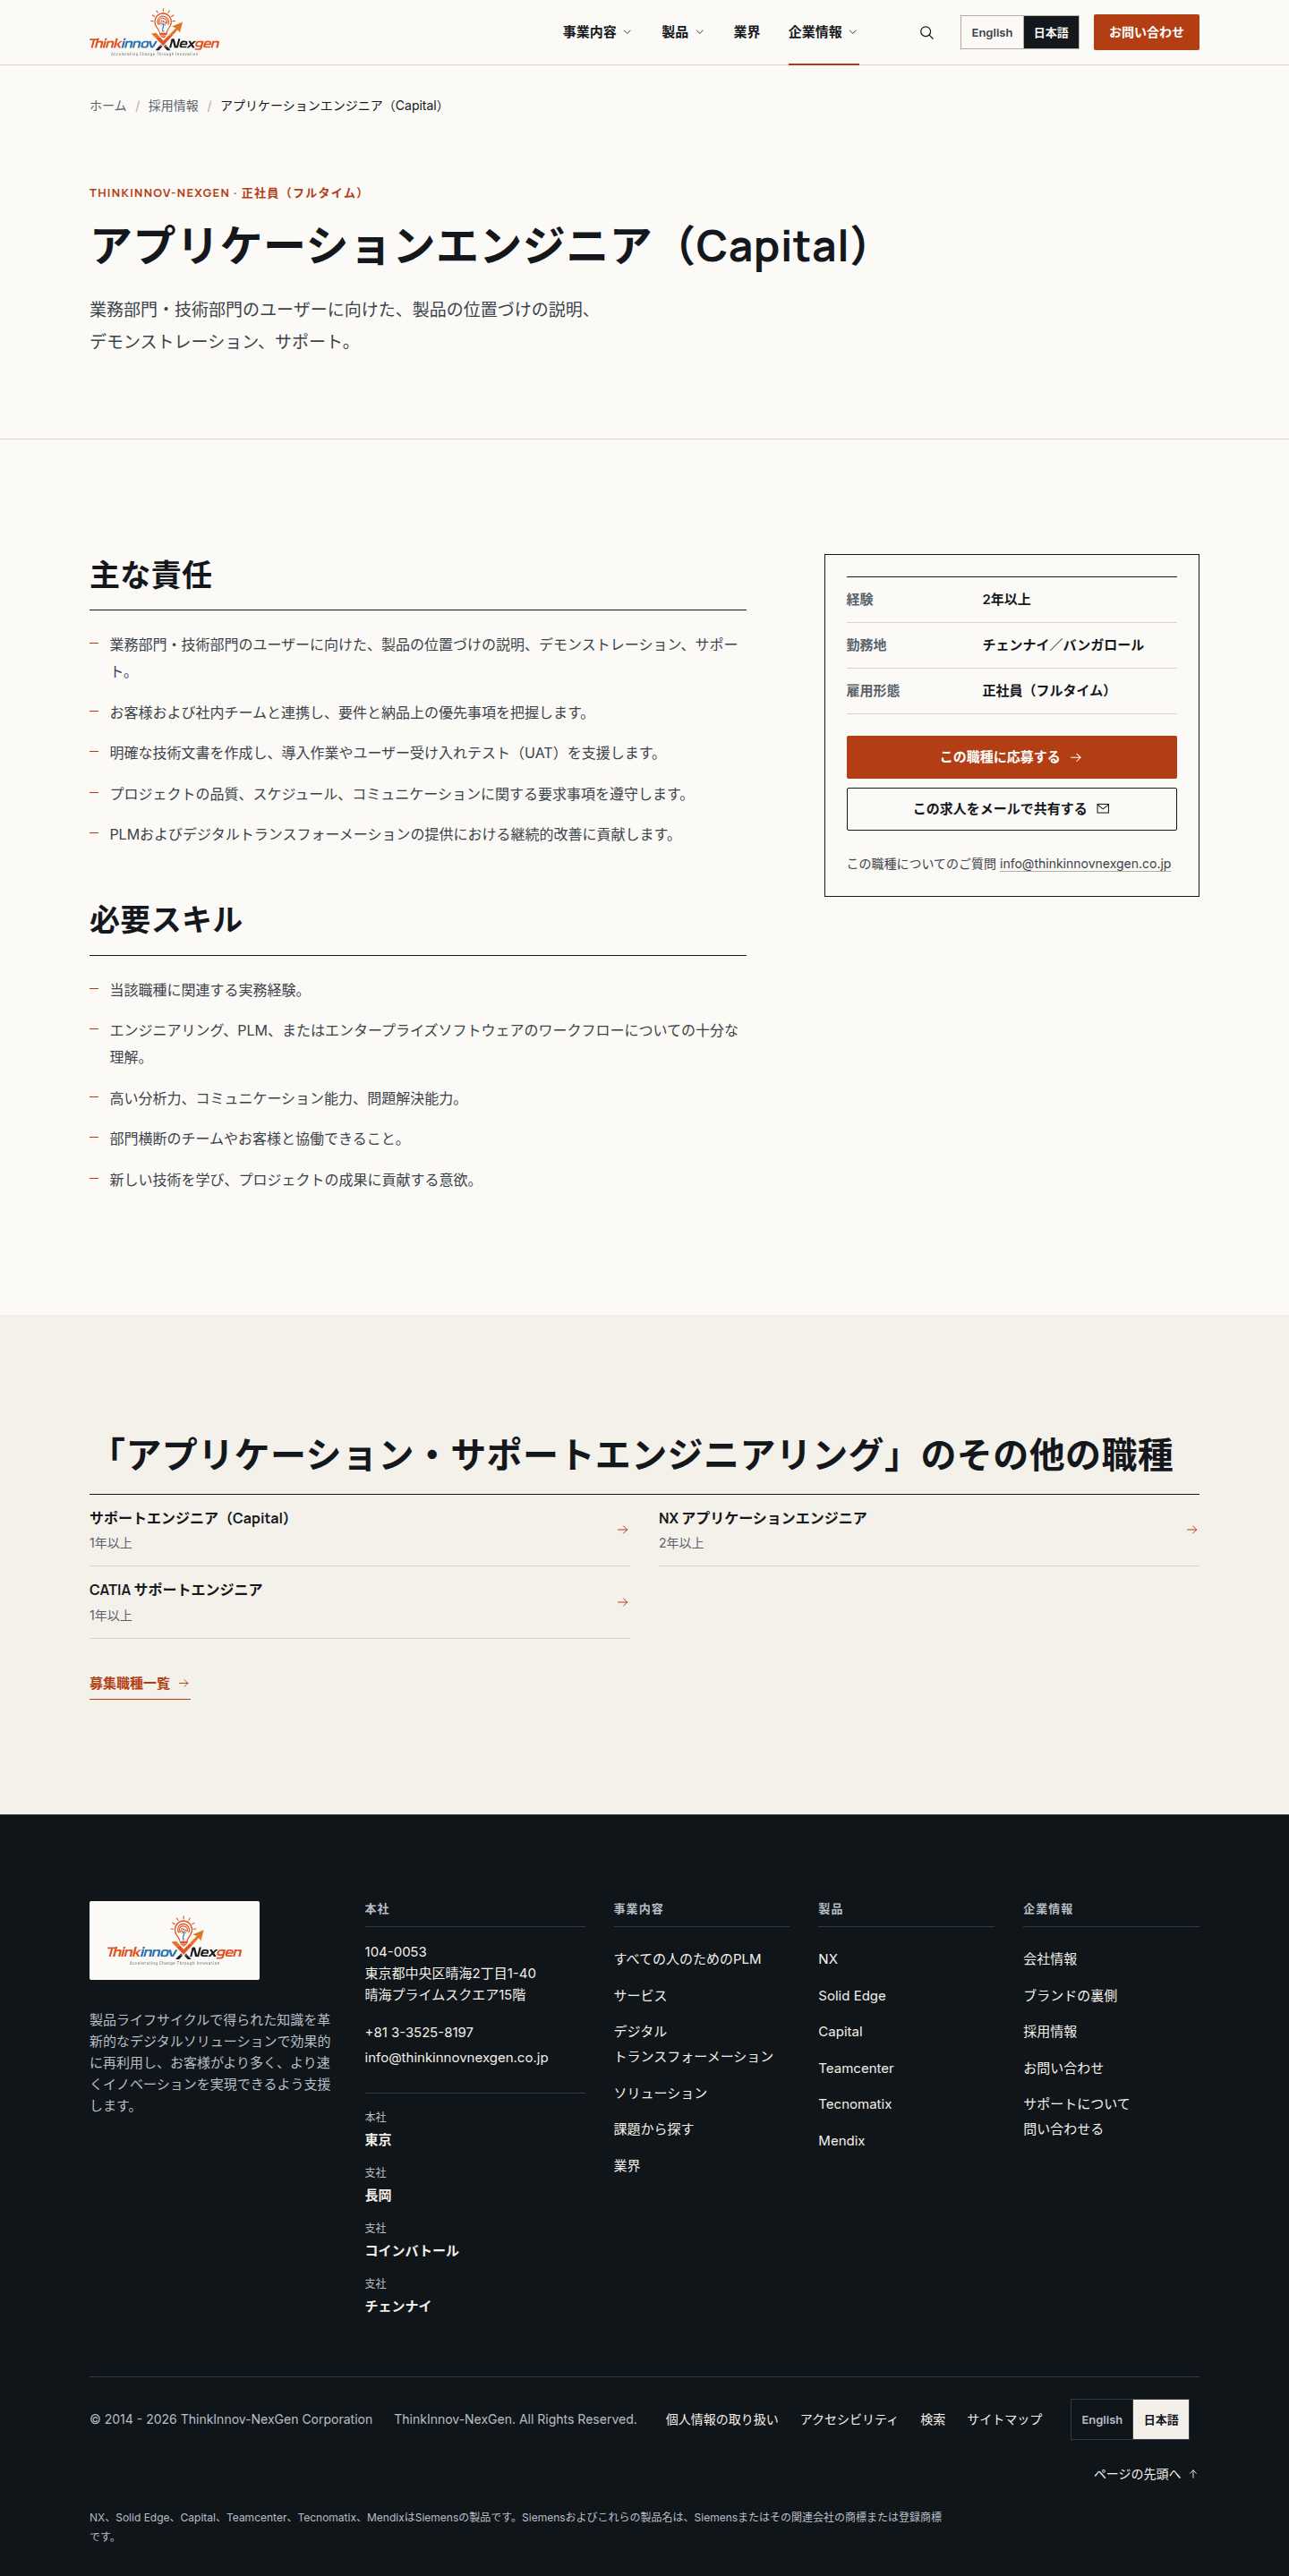 ThinkinnovXNexgen
Accelerating Change Through Innovation
事業内容
製品
業界
企業情報
English
日本語
お問い合わせ
ホーム / 採用情報 / アプリケーションエンジニア（Capital）
THINKINNOV-NEXGEN · 正社員（フルタイム）
アプリケーションエンジニア（Capital）
業務部門・技術部門のユーザーに向けた、製品の位置づけの説明、
デモンストレーション、サポート。
主な責任
業務部門・技術部門のユーザーに向けた、製品の位置づけの説明、デモンストレーション、サポー
ト。
お客様および社内チームと連携し、要件と納品上の優先事項を把握します。
明確な技術文書を作成し、導入作業やユーザー受け入れテスト（UAT）を支援します。
プロジェクトの品質、スケジュール、コミュニケーションに関する要求事項を遵守します。
PLMおよびデジタルトランスフォーメーションの提供における継続的改善に貢献します。
必要スキル
当該職種に関連する実務経験。
エンジニアリング、PLM、またはエンタープライズソフトウェアのワークフローについての十分な
理解。
高い分析力、コミュニケーション能力、問題解決能力。
部門横断のチームやお客様と協働できること。
新しい技術を学び、プロジェクトの成果に貢献する意欲。
経験 2年以上
勤務地 チェンナイ／バンガロール
雇用形態 正社員（フルタイム）
この職種に応募する →
この求人をメールで共有する
この職種についてのご質問 info@thinkinnovnexgen.co.jp
「アプリケーション・サポートエンジニアリング」のその他の職種
サポートエンジニア（Capital）
1年以上
→
NX アプリケーションエンジニア
2年以上
→
CATIA サポートエンジニア
1年以上
→
募集職種一覧 →
ThinkinnovXNexgen
Accelerating Change Through Innovation
製品ライフサイクルで得られた知識を革
新的なデジタルソリューションで効果的
に再利用し、お客様がより多く、より速
くイノベーションを実現できるよう支援
します。
本社
104-0053
東京都中央区晴海2丁目1-40
晴海プライムスクエア15階
+81 3-3525-8197
info@thinkinnovnexgen.co.jp
本社
東京
支社
長岡
支社
コインバトール
支社
チェンナイ
事業内容
すべての人のためのPLM
サービス
デジタル
トランスフォーメーション
ソリューション
課題から探す
業界
製品
NX
Solid Edge
Capital
Teamcenter
Tecnomatix
Mendix
企業情報
会社情報
ブランドの裏側
採用情報
お問い合わせ
サポートについて
問い合わせる
© 2014 - 2026 ThinkInnov-NexGen Corporation
ThinkInnov-NexGen. All Rights Reserved.
個人情報の取り扱い
アクセシビリティ
検索
サイトマップ
English
日本語
ページの先頭へ ↑
NX、Solid Edge、Capital、Teamcenter、Tecnomatix、MendixはSiemensの製品です。Siemensおよびこれらの製品名は、Siemensまたはその関連会社の商標または登録商標
です。